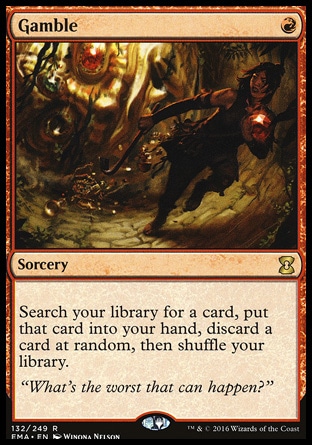 Gamble
Sorcery
Search your library for a card, put
that card into your hand, discard a
card at random, then shuffle your
library.
“What’s the worst that can happen?”
132/249 R
EMA • EN Winona Nelson
™ & © 2016 Wizards of the Coast